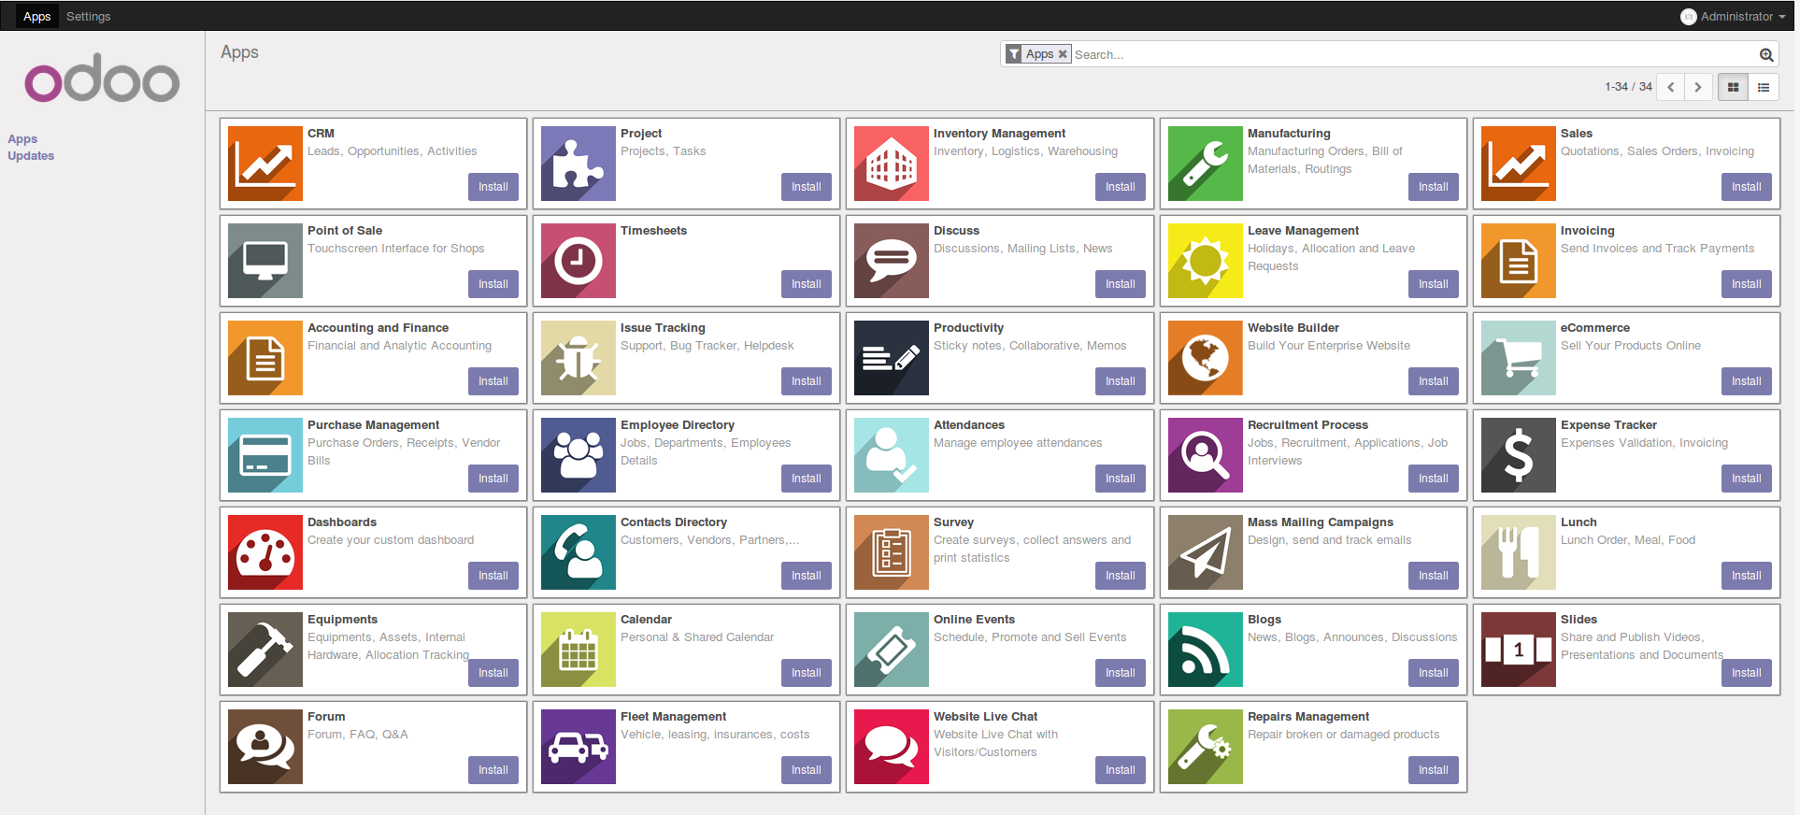 Apps Settings Administrator
odoo
Apps
Updates
Apps
Apps Search...
1-34 / 34
CRM
Leads, Opportunities, Activities
Install
Project
Projects, Tasks
Install
Inventory Management
Inventory, Logistics, Warehousing
Install
Manufacturing
Manufacturing Orders, Bill of
Materials, Routings
Install
Sales
Quotations, Sales Orders, Invoicing
Install
Point of Sale
Touchscreen Interface for Shops
Install
Timesheets
Install
Discuss
Discussions, Mailing Lists, News
Install
Leave Management
Holidays, Allocation and Leave
Requests
Install
Invoicing
Send Invoices and Track Payments
Install
Accounting and Finance
Financial and Analytic Accounting
Install
Issue Tracking
Support, Bug Tracker, Helpdesk
Install
Productivity
Sticky notes, Collaborative, Memos
Install
Website Builder
Build Your Enterprise Website
Install
eCommerce
Sell Your Products Online
Install
Purchase Management
Purchase Orders, Receipts, Vendor
Bills
Install
Employee Directory
Jobs, Departments, Employees
Details
Install
Attendances
Manage employee attendances
Install
Recruitment Process
Jobs, Recruitment, Applications, Job
Interviews
Install
Expense Tracker
Expenses Validation, Invoicing
Install
Dashboards
Create your custom dashboard
Install
Contacts Directory
Customers, Vendors, Partners,...
Install
Survey
Create surveys, collect answers and
print statistics
Install
Mass Mailing Campaigns
Design, send and track emails
Install
Lunch
Lunch Order, Meal, Food
Install
Equipments
Equipments, Assets, Internal
Hardware, Allocation Tracking
Install
Calendar
Personal & Shared Calendar
Install
Online Events
Schedule, Promote and Sell Events
Install
Blogs
News, Blogs, Announces, Discussions
Install
1
Slides
Share and Publish Videos,
Presentations and Documents
Install
Forum
Forum, FAQ, Q&A
Install
Fleet Management
Vehicle, leasing, insurances, costs
Install
Website Live Chat
Website Live Chat with
Visitors/Customers
Install
Repairs Management
Repair broken or damaged products
Install